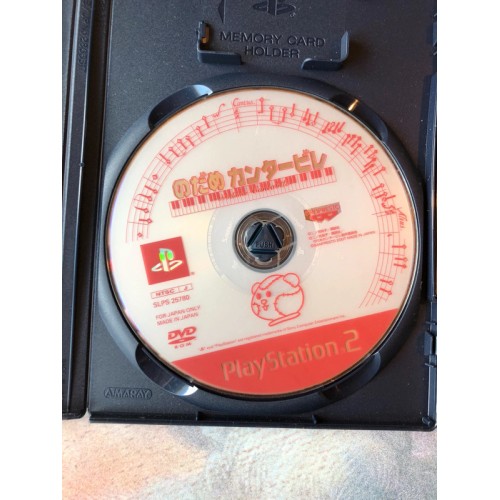 MEMORY CARD
HOLDER
のだめ カンタービレ
PUSH
NTSC J
SLPS 25780
FOR JAPAN ONLY
MADE IN JAPAN
DVD
PlayStation 2
AMARAY